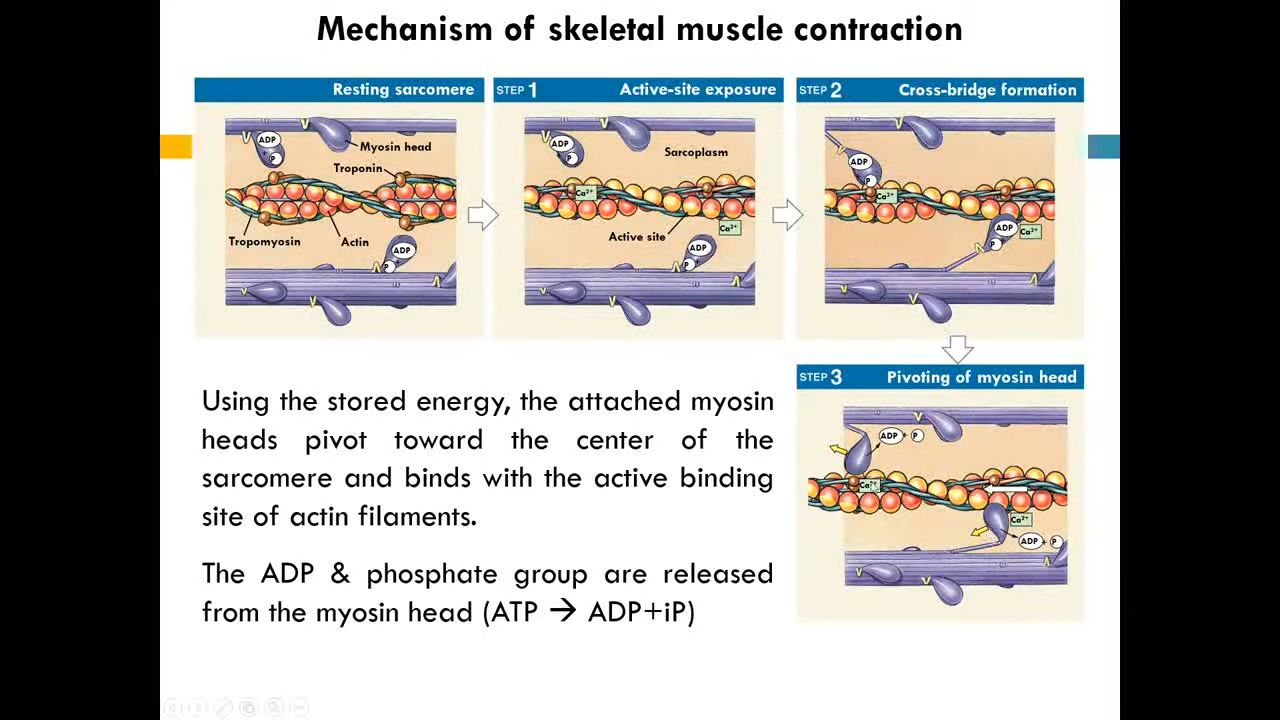 Mechanism of skeletal muscle contraction
Resting sarcomere
ADP
P
Myosin head
Troponin
Tropomyosin
Actin
ADP
P +
STEP 1 Active-site exposure
ADP
P
Sarcoplasm
Ca2+
Ca2+
Active site
ADP
P +
STEP 2 Cross-bridge formation
ADP
P
Ca2+
ADP
Ca2+
P
STEP 3 Pivoting of myosin head
ADP + P
Ca2+
Ca2+
ADP + P
Using the stored energy, the attached myosin
heads pivot toward the center of the
sarcomere and binds with the active binding
site of actin filaments.
The ADP & phosphate group are released
from the myosin head (ATP → ADP+iP)